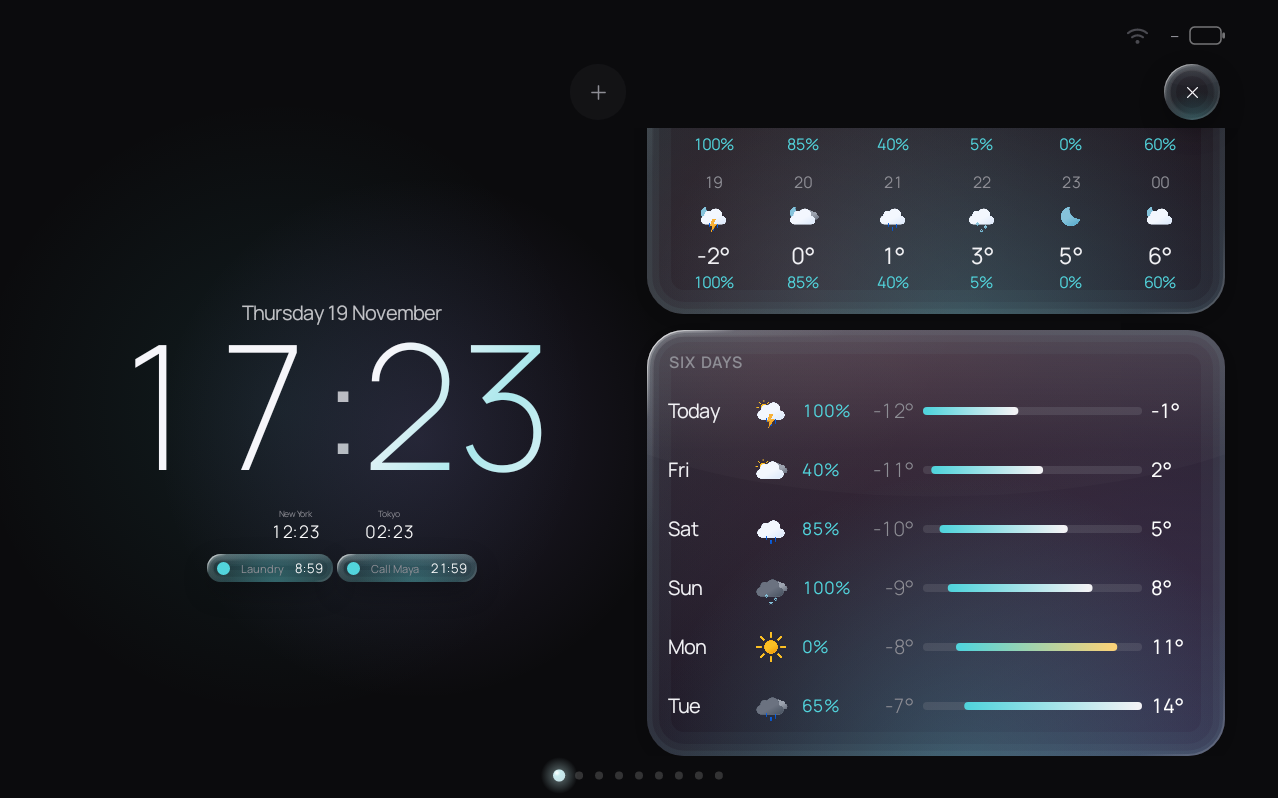 –
+
100% 85% 40% 5% 0% 60%
19 20 21 22 23 00
-2° 0° 1° 3° 5° 6°
100% 85% 40% 5% 0% 60%
Thursday 19 November
17:23
New York Tokyo
12:23 02:23
Laundry 8:59 Call Maya 21:59
SIX DAYS
Today 100% -12° -1°
Fri 40% -11° 2°
Sat 85% -10° 5°
Sun 100% -9° 8°
Mon 0% -8° 11°
Tue 65% -7° 14°